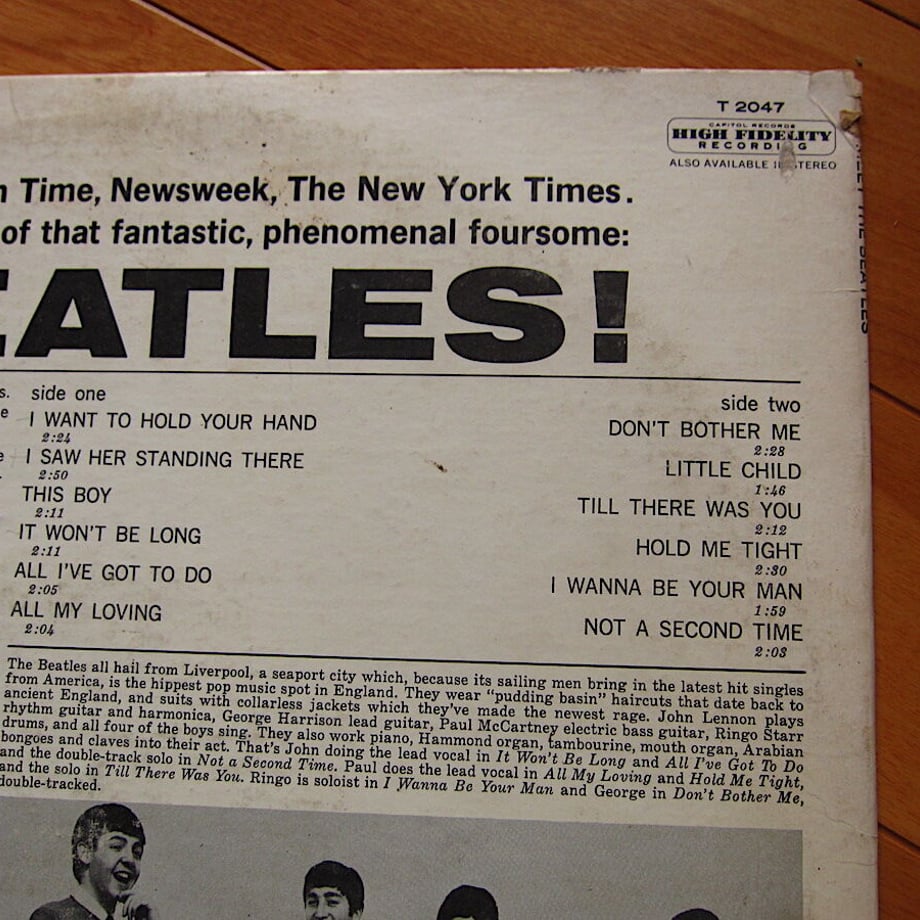 T 2047
CAPITOL RECORDS
HIGH FIDELITY
RECORDING
ALSO AVAILABLE IN STEREO
MEET THE BEATLES
Time, Newsweek, The New York Times.
of that fantastic, phenomenal foursome:
EATLES!
side one
I WANT TO HOLD YOUR HAND
2:24
I SAW HER STANDING THERE
2:50
THIS BOY
2:11
IT WON'T BE LONG
2:11
ALL I'VE GOT TO DO
2:05
ALL MY LOVING
2:04
side two
DON'T BOTHER ME
2:28
LITTLE CHILD
1:46
TILL THERE WAS YOU
2:12
HOLD ME TIGHT
2:30
I WANNA BE YOUR MAN
1:59
NOT A SECOND TIME
2:03
The Beatles all hail from Liverpool, a seaport city which, because its sailing men bring in the latest hit singles
from America, is the hippest pop music spot in England. They wear "pudding basin" haircuts that date back to
ancient England, and suits with collarless jackets which they've made the newest rage. John Lennon plays
rhythm guitar and harmonica, George Harrison lead guitar, Paul McCartney electric bass guitar, Ringo Starr
drums, and all four of the boys sing. They also work piano, Hammond organ, tambourine, mouth organ, Arabian
bongoes and claves into their act. That's John doing the lead vocal in It Won't Be Long and All I've Got To Do
and the double-track solo in Not a Second Time. Paul does the lead vocal in All My Loving and Hold Me Tight,
and the solo in Till There Was You. Ringo is soloist in I Wanna Be Your Man and George in Don't Bother Me,
double-tracked.